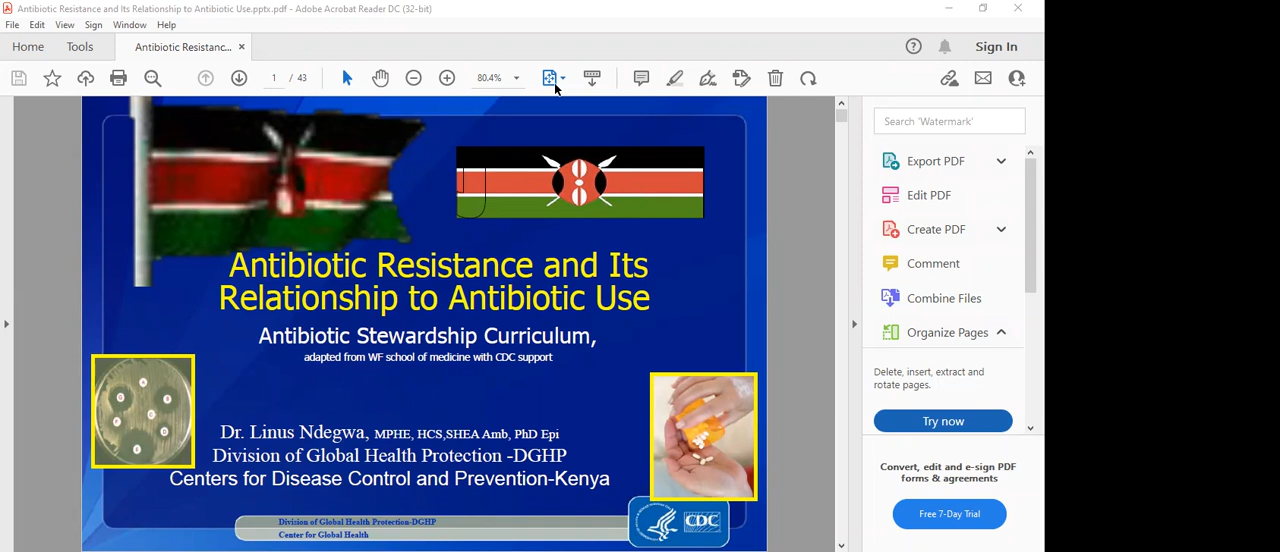 Antibiotic Resistance and Its Relationship to Antibiotic Use.pptx.pdf - Adobe Acrobat Reader DC (32-bit)
File Edit View Sign Window Help
Home Tools Antibiotic Resistanc... × Sign In
1 / 43 80.4%
Search 'Watermark'
Export PDF
Edit PDF
Create PDF
Comment
Combine Files
Organize Pages
Delete, insert, extract and
rotate pages.
Try now
Convert, edit and e-sign PDF
forms & agreements
Free 7-Day Trial
Antibiotic Resistance and Its
Relationship to Antibiotic Use
Antibiotic Stewardship Curriculum,
adapted from WF school of medicine with CDC support
Dr. Linus Ndegwa, MPHE, HCS,SHEA Amb, PhD Epi
Division of Global Health Protection -DGHP
Centers for Disease Control and Prevention-Kenya
Division of Global Health Protection-DGHP
Center for Global Health
CDC